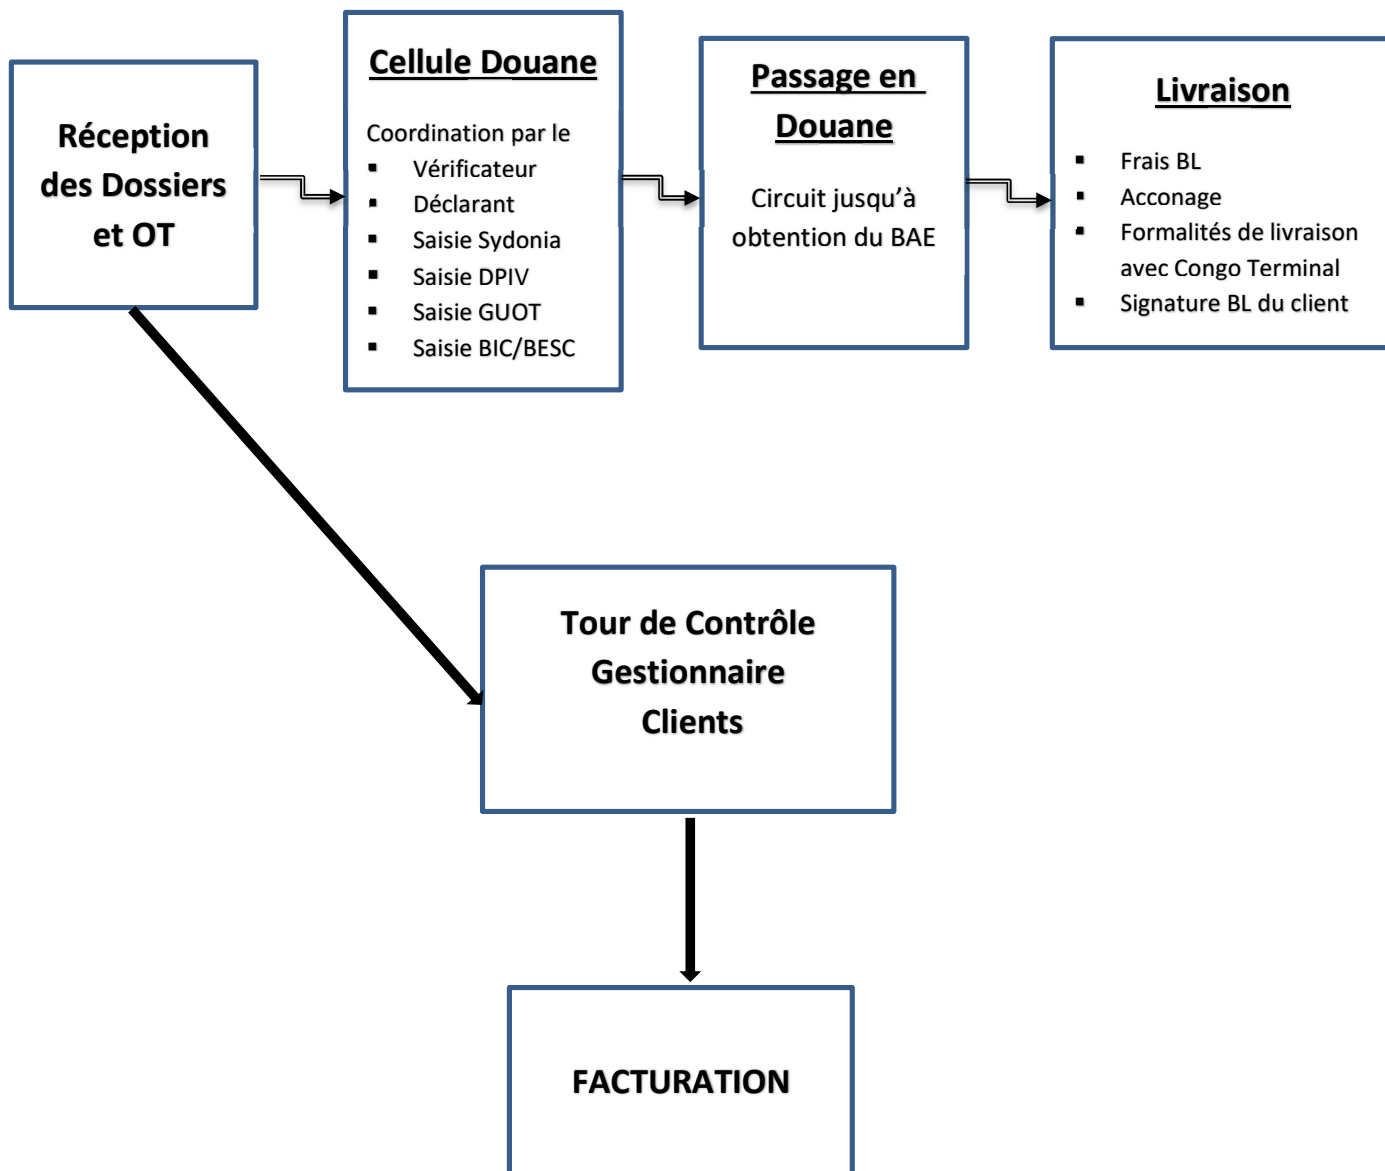 Réception
des Dossiers
et OT
Cellule Douane
Coordination par le
▪ Vérificateur
▪ Déclarant
▪ Saisie Sydonia
▪ Saisie DPIV
▪ Saisie GUOT
▪ Saisie BIC/BESC
Passage en
Douane
Circuit jusqu’à
obtention du BAE
Livraison
▪ Frais BL
▪ Acconage
▪ Formalités de livraison
avec Congo Terminal
▪ Signature BL du client
Tour de Contrôle
Gestionnaire
Clients
FACTURATION